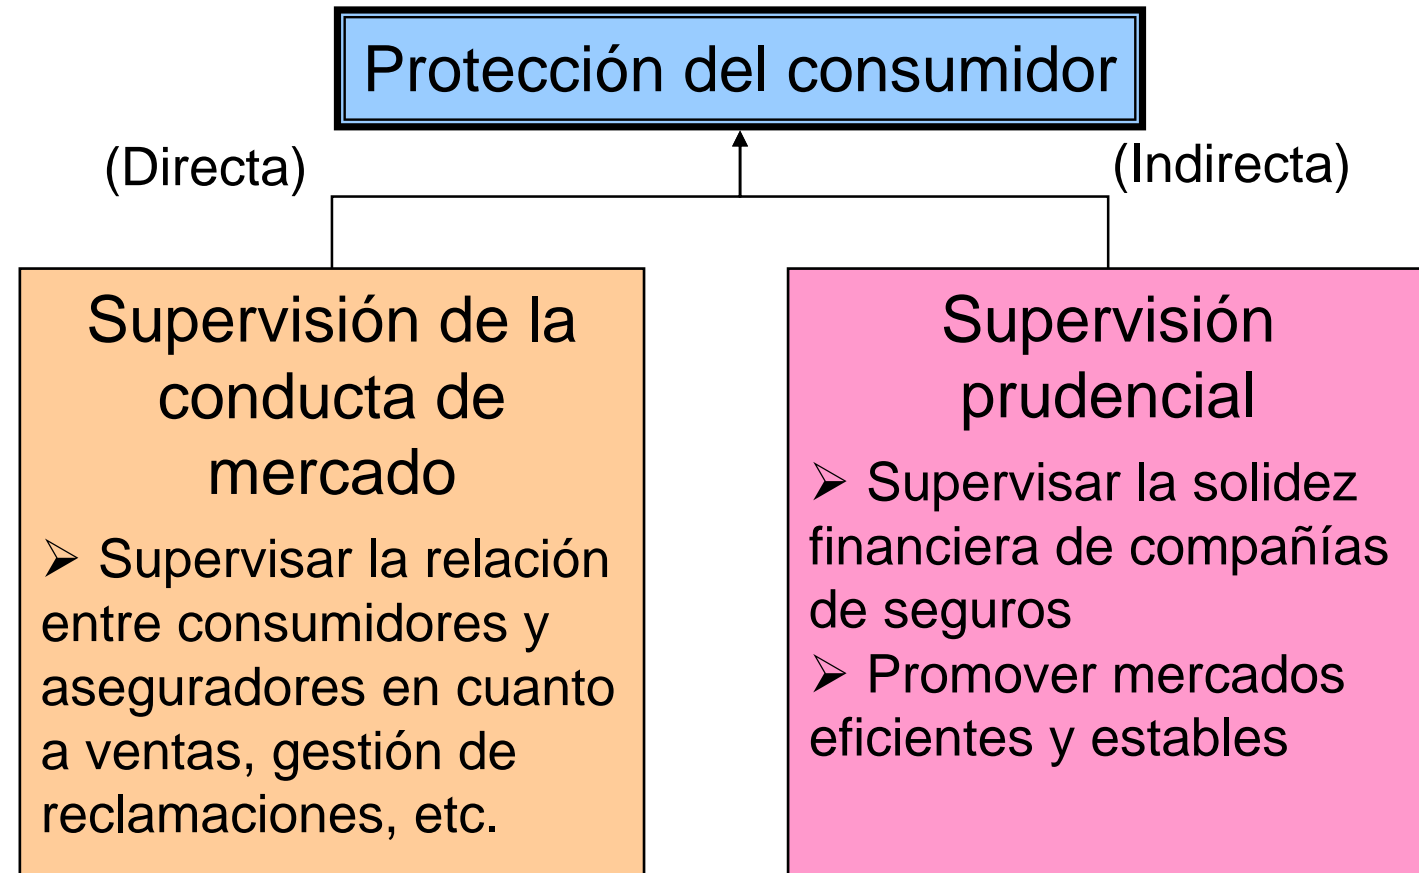 Protección del consumidor
(Directa)
(Indirecta)
Supervisión de la
conducta de
mercado
➢ Supervisar la relación
entre consumidores y
aseguradores en cuanto
a ventas, gestión de
reclamaciones, etc.
Supervisión
prudencial
➢ Supervisar la solidez
financiera de compañías
de seguros
➢ Promover mercados
eficientes y estables